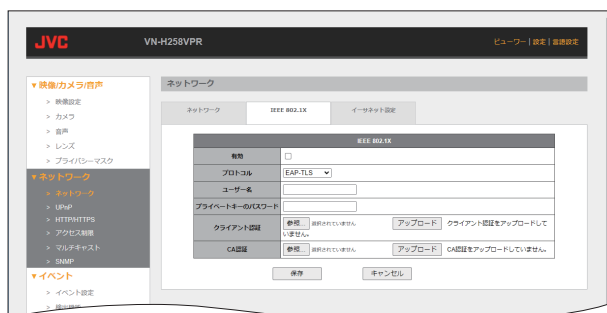 JVC
VN-H258VPR
ビューワー | 設定 | 言語設定
▼映像/カメラ/音声
> 映像設定
> カメラ
> 音声
> レンズ
> プライバシーマスク
▼ネットワーク
> ネットワーク
> UPnP
> HTTP/HTTPS
> アクセス制限
> マルチキャスト
> SNMP
▼イベント
> イベント設定
ネットワーク
ネットワーク
IEEE 802.1X
イーサネット設定
IEEE 802.1X
有効
プロトコル EAP-TLS
ユーザー名
プライベートキーのパスワード
クライアント認証 参照... 選択されていません アップロード クライアント認証をアップロードして
いません。
CA認証 参照... 選択されていません アップロード CA認証をアップロードしていません。
保存 キャンセル